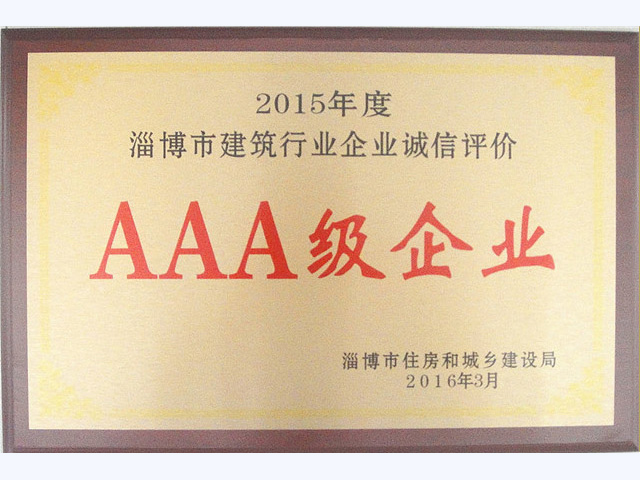 2015年度
淄博市建筑行业企业诚信评价
AAA级企业
淄博市住房和城乡建设局
2016年3月